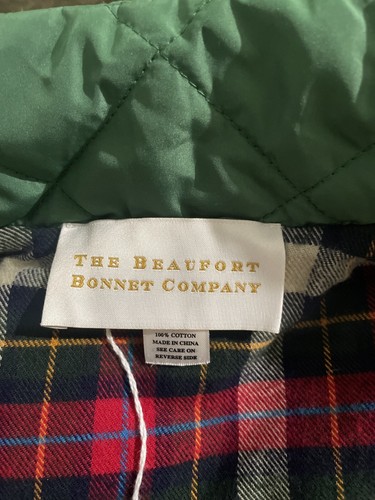 THE BEAUFORT
BONNET COMPANY
100% COTTON
MADE IN CHINA
SEE CARE ON
REVERSE SIDE